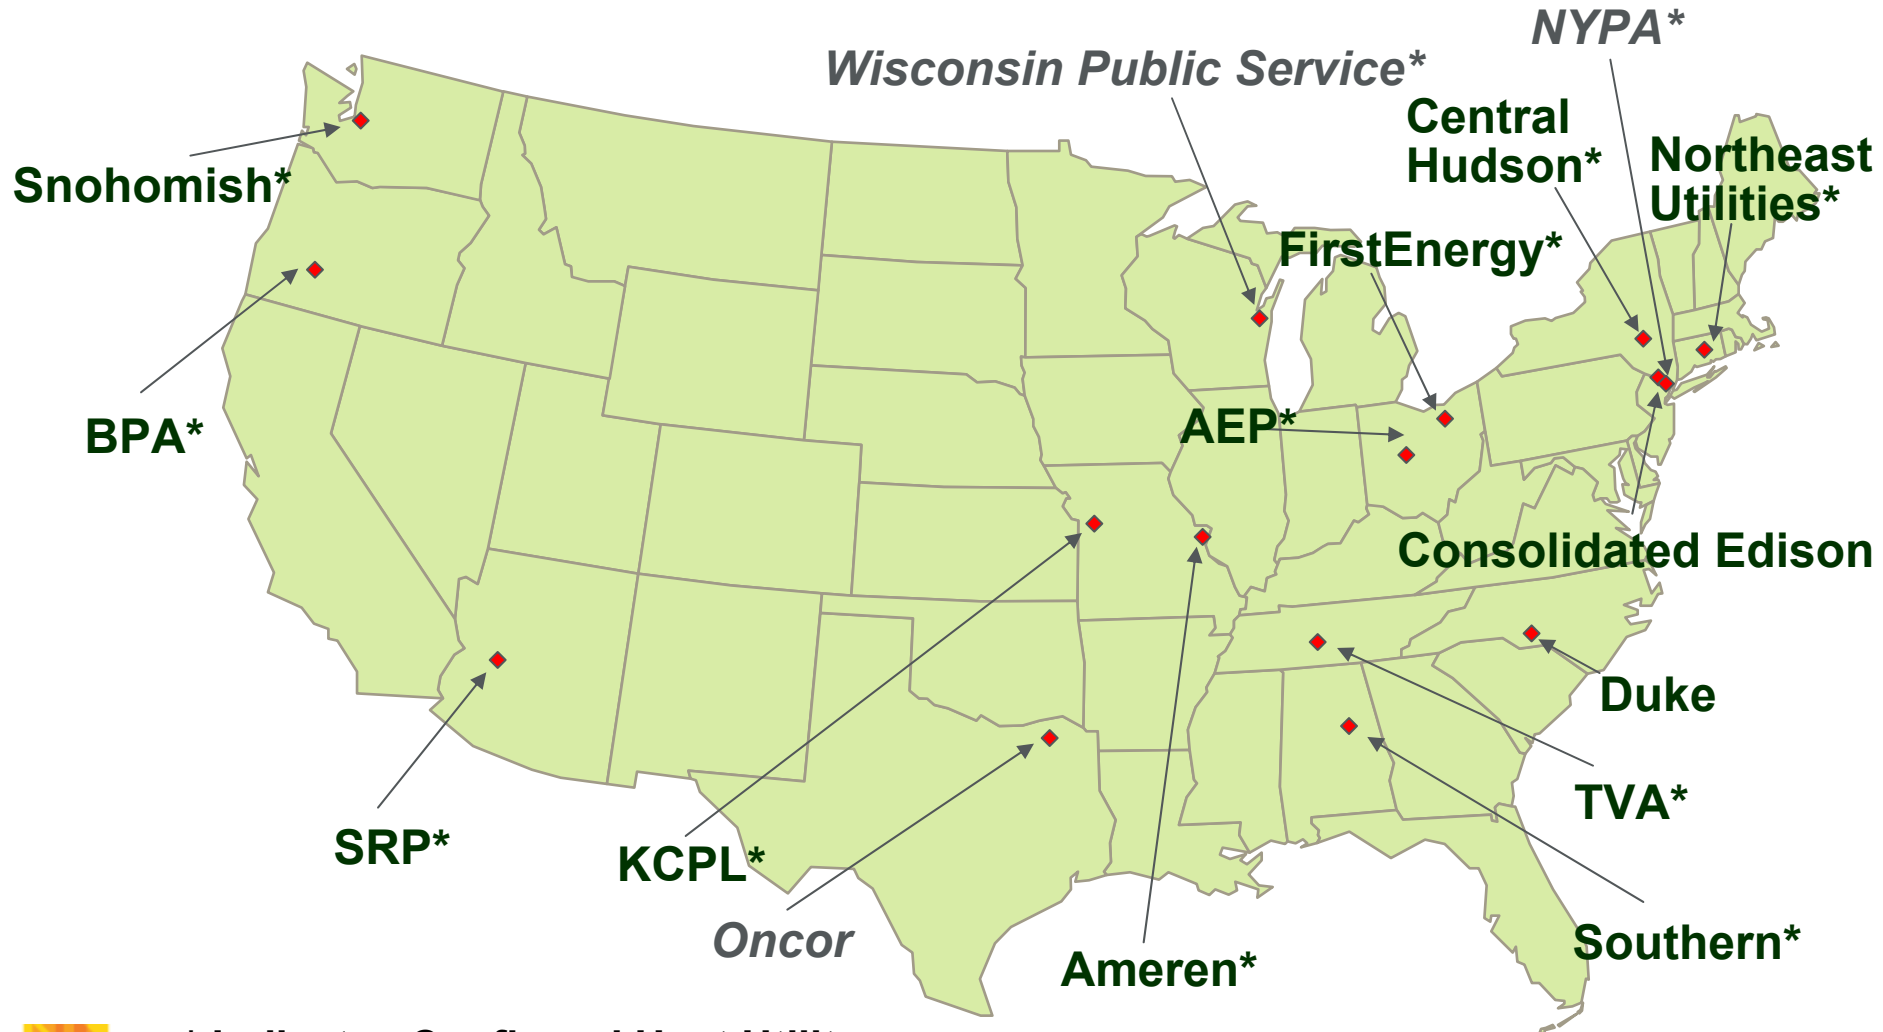 NYPA*
Wisconsin Public Service*
Central
Hudson*
Northeast
Utilities*
Snohomish*
FirstEnergy*
BPA*
AEP*
Consolidated Edison
Duke
TVA*
SRP*
KCPL*
Oncor
Southern*
Ameren*